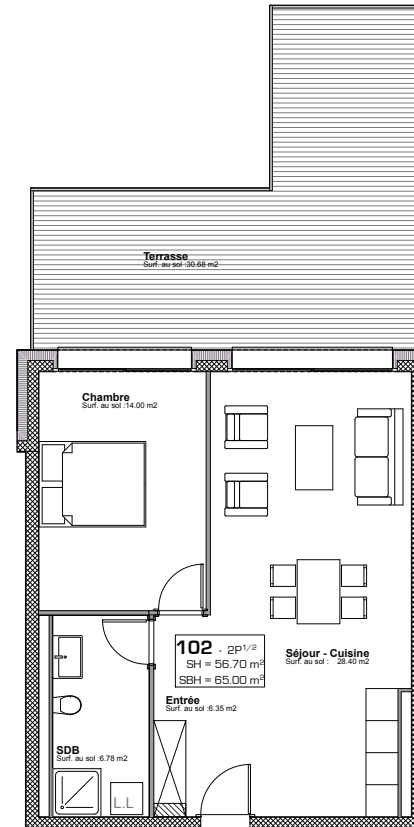 Terrasse
Surf. au sol :30.68 m2
Chambre
Surf. au sol :14.00 m2
102 - 2P1/2
SH = 56.70 m²
SBH = 65.00 m²
Séjour - Cuisine
Surf. au sol : 28.40 m2
Entrée
Surf. au sol :6.35 m2
SDB
Surf. au sol :6.78 m2
L.L